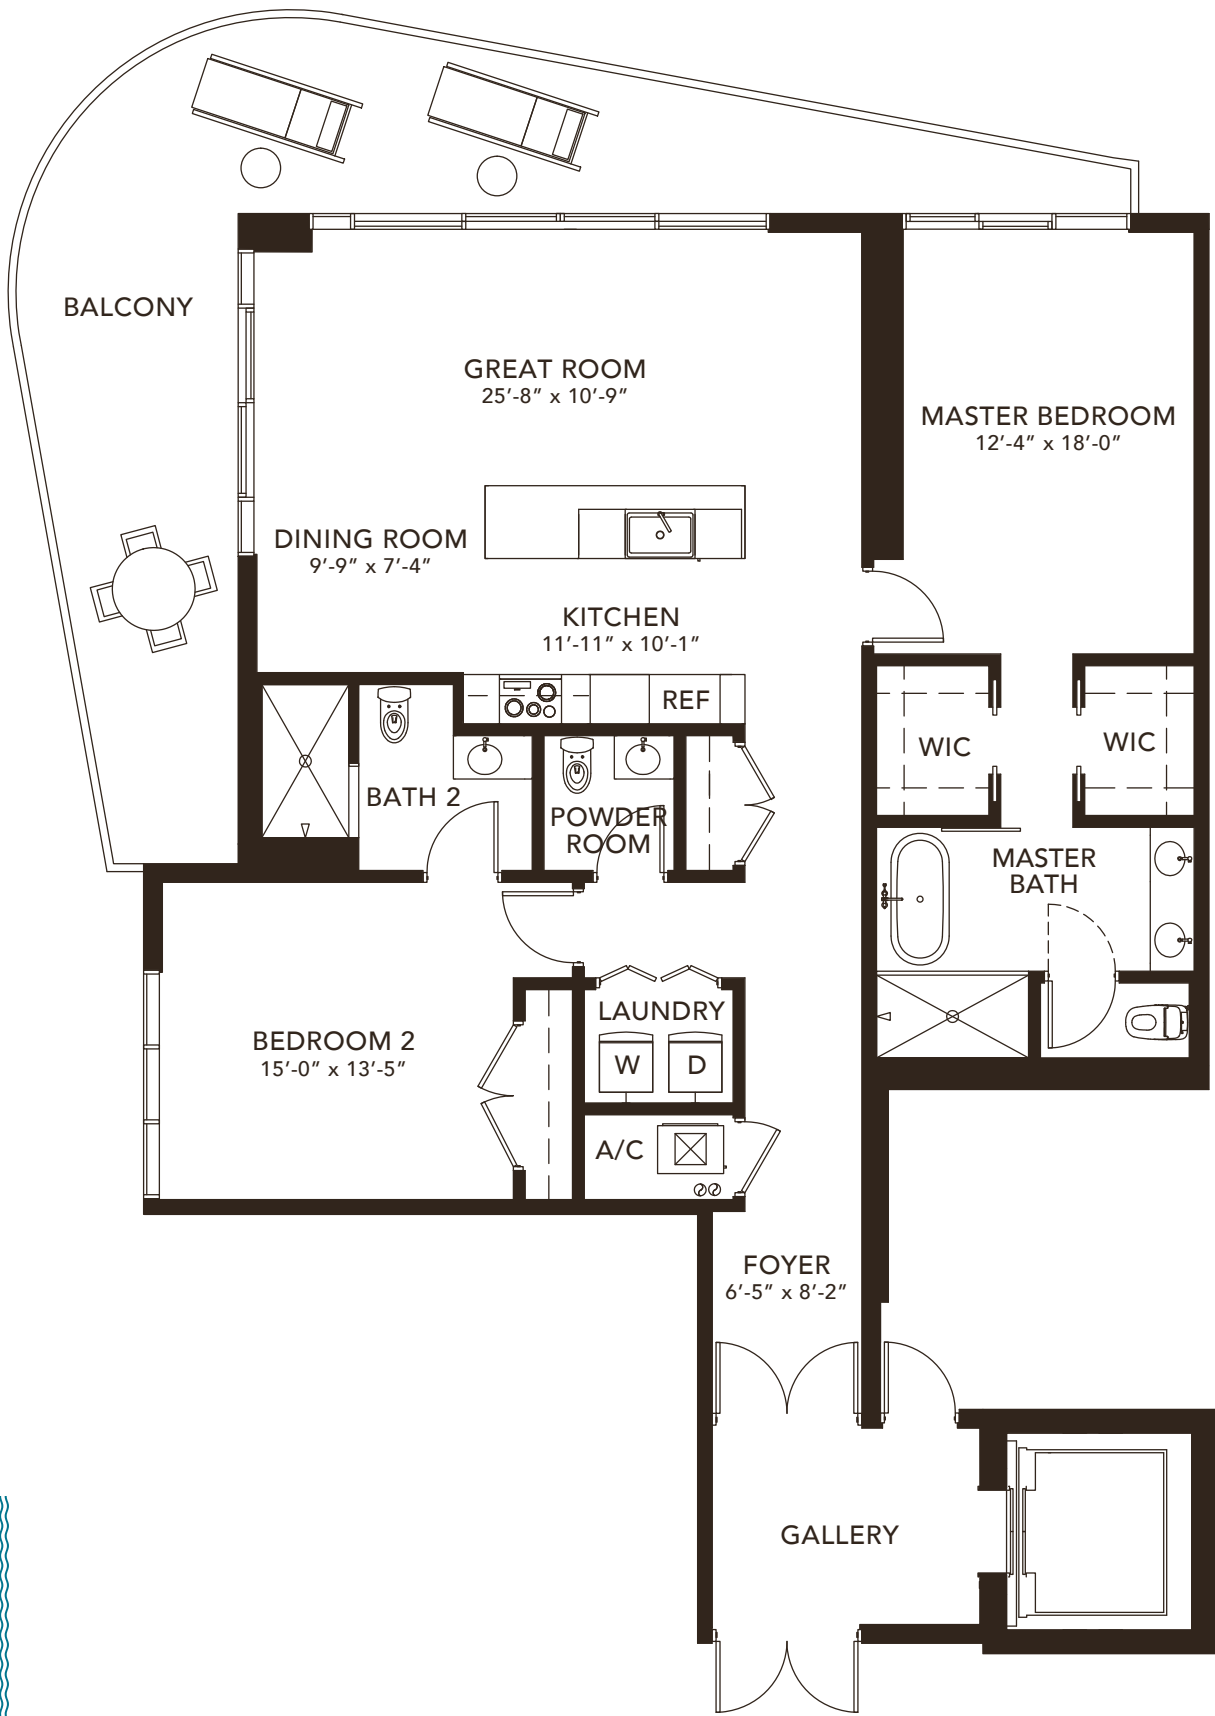 BALCONY
GREAT ROOM
25'-8" x 10'-9"
MASTER BEDROOM
12'-4" x 18'-0"
DINING ROOM
9'-9" x 7'-4"
KITCHEN
11'-11" x 10'-1"
REF
WIC
WIC
BATH 2
POWDER
ROOM
MASTER
BATH
LAUNDRY
W
D
BEDROOM 2
15'-0" x 13'-5"
A/C
FOYER
6'-5" x 8'-2"
GALLERY